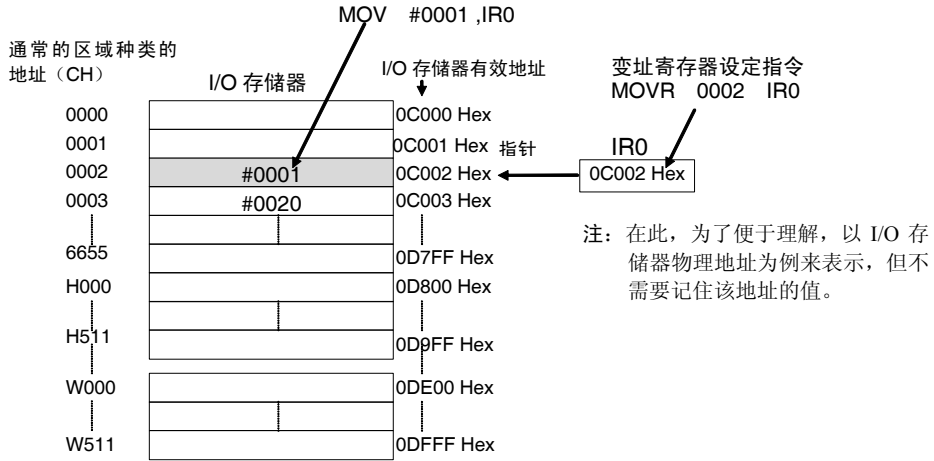 MOV #0001 ,IR0
通常的区域种类的
地址（CH）
I/O 存储器
I/O 存储器有效地址
变址寄存器设定指令
MOVR 0002 IR0
0000
0C000 Hex
0001
0C001 Hex
指针
IR0
0002
#0001
0C002 Hex
0C002 Hex
0003
#0020
0C003 Hex
注：在此，为了便于理解，以 I/O 存
储器物理地址为例来表示，但不
需要记住该地址的值。
6655
0D7FF Hex
H000
0D800 Hex
H511
0D9FF Hex
W000
0DE00 Hex
W511
0DFFF Hex